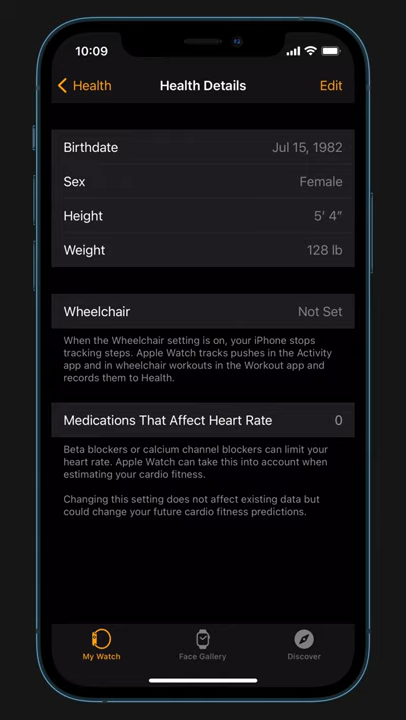 10:09
Health
Health Details
Edit
Birthdate
Jul 15, 1982
Sex
Female
Height
5′ 4″
Weight
128 lb
Wheelchair
Not Set
When the Wheelchair setting is on, your iPhone stops
tracking steps. Apple Watch tracks pushes in the Activity
app and in wheelchair workouts in the Workout app and
records them to Health.
Medications That Affect Heart Rate
0
Beta blockers or calcium channel blockers can limit your
heart rate. Apple Watch can take this into account when
estimating your cardio fitness.
Changing this setting does not affect existing data but
could change your future cardio fitness predictions.
My Watch
Face Gallery
Discover